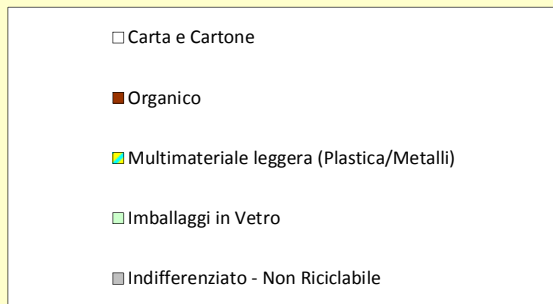 Carta e Cartone
Organico
Multimateriale leggera (Plastica/Metalli)
Imballaggi in Vetro
Indifferenziato - Non Riciclabile